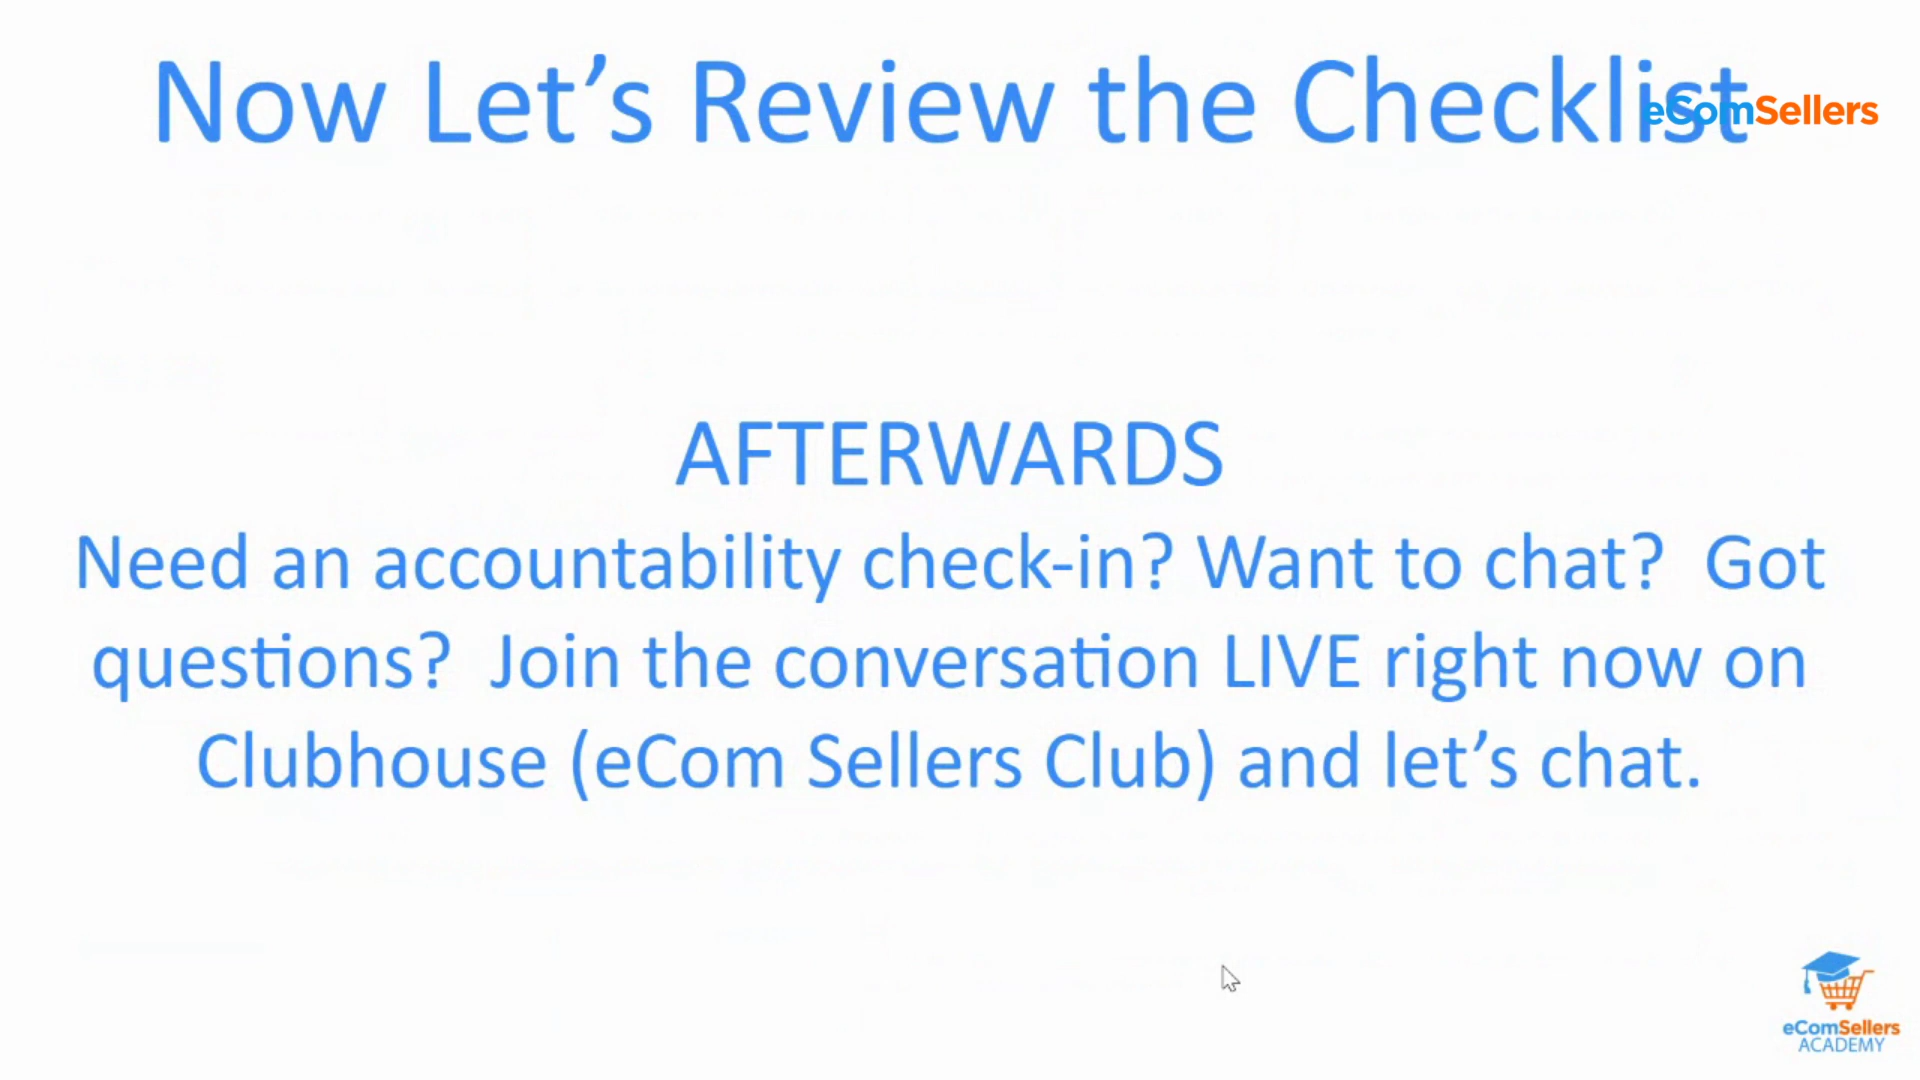 Now Let’s Review the Checklist
eComSellers
AFTERWARDS
Need an accountability check-in? Want to chat?  Got
questions?  Join the conversation LIVE right now on
Clubhouse (eCom Sellers Club) and let’s chat.
eComSellers
ACADEMY